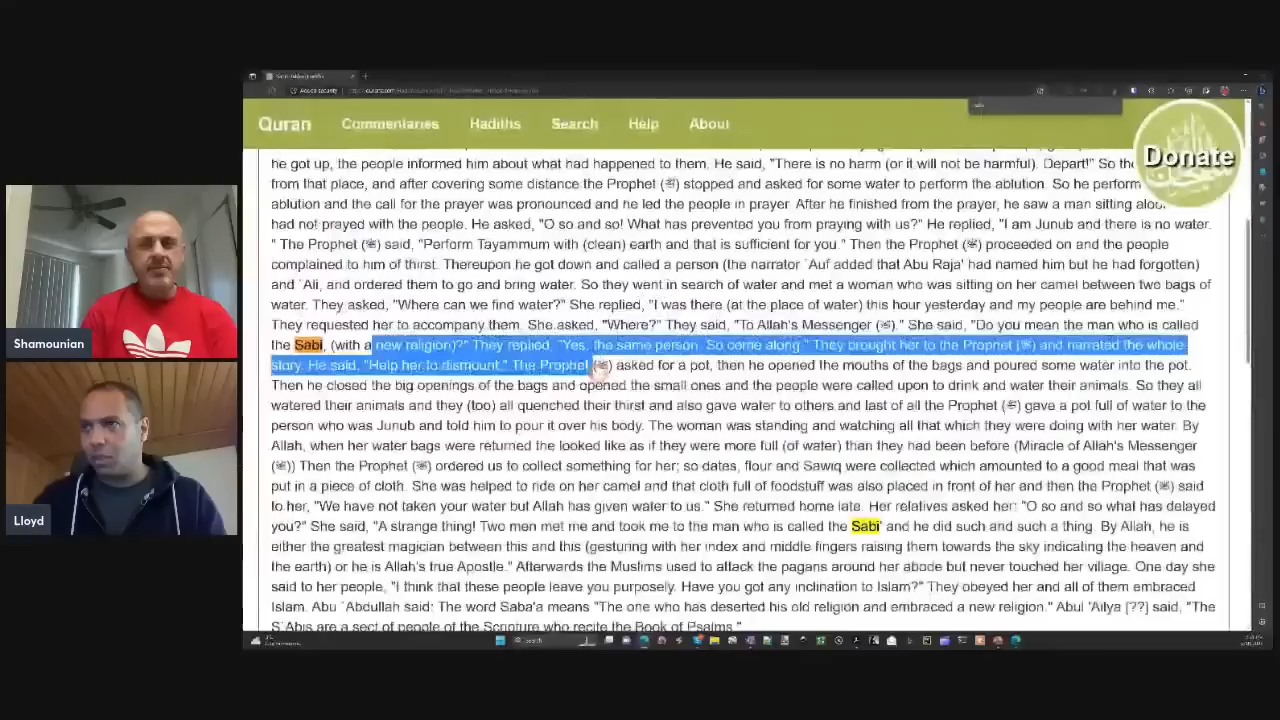 Quran Commentaries Hadiths Search Help About
Donate
he got up, the people informed him about what had happened to them. He said, "There is no harm (or it will not be harmful). Depart!" So th
from that place, and after covering some distance the Prophet (ﷺ) stopped and asked for some water to perform the ablution. So he perform
ablution and the call for the prayer was pronounced and he led the people in prayer After he finished from the prayer, he saw a man sitting aloo
had not prayed with the people. He asked, "O so and so! What has prevented you from praying with us?" He replied, "I am Junub and there is no water.
" The Prophet (ﷺ) said, "Perform Tayammum with (clean) earth and that is sufficient for you " Then the Prophet (ﷺ) proceeded on and the people
complained to him of thirst. Thereupon he got down and called a person (the narrator `Auf added that Abu Raja' had named him but he had forgotten)
and `Ali, and ordered them to go and bring water. So they went in search of water and met a woman who was sitting on her camel between two bags of
water. They asked, "Where can we find water?" She replied, "I was there (at the place of water) this hour yesterday and my people are behind me."
They requested her to accompany them. She asked, "Where?" They said, "To Allah's Messenger (ﷺ)." She said, "Do you mean the man who is called
the Sabi, (with a new religion)?" They replied, "Yes, the same person. So come along." They brought her to the Prophet (ﷺ) and narrated the whole
story. He said, "Help her to dismount." The Prophet (ﷺ) asked for a pot, then he opened the mouths of the bags and poured some water into the pot.
Then he closed the big openings of the bags and opened the small ones and the people were called upon to drink and water their animals. So they all
watered their animals and they (too) all quenched their thirst and also gave water to others and last of all the Prophet (ﷺ) gave a pot full of water to the
person who was Junub and told him to pour it over his body. The woman was standing and watching all that which they were doing with her water. By
Allah, when her water bags were returned the looked like as if they were more full (of water) than they had been before (Miracle of Allah's Messenger
(ﷺ)) Then the Prophet (ﷺ) ordered us to collect something for her; so dates, flour and Sawiq were collected which amounted to a good meal that was
put in a piece of cloth. She was helped to ride on her camel and that cloth full of foodstuff was also placed in front of her and then the Prophet (ﷺ) said
to her, "We have not taken your water but Allah has given water to us." She returned home late. Her relatives asked her: "O so and so what has delayed
you?" She said, "A strange thing! Two men met me and took me to the man who is called the Sabi' and he did such and such a thing. By Allah, he is
either the greatest magician between this and this (gesturing with her index and middle fingers raising them towards the sky indicating the heaven and
the earth) or he is Allah's true Apostle." Afterwards the Muslims used to attack the pagans around her abode but never touched her village. One day she
said to her people, "I think that these people leave you purposely. Have you got any inclination to Islam?" They obeyed her and all of them embraced
Islam. Abu `Abdullah said: The word Saba'a means "The one who has deserted his old religion and embraced a new religion." Abul 'Ailya [??] said, "The
S`Abis are a sect of people of the Scripture who recite the Book of Psalms."
Shamounian
Lloyd